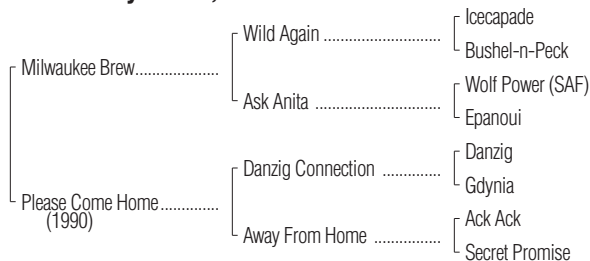 Icecapade
Wild Again ..............................
Bushel-n-Peck
Milwaukee Brew.....................
Wolf Power (SAF)
Ask Anita ................................
Epanoui
Danzig
Danzig Connection ...............
Gdynia
Please Come Home ...............
(1990)
Ack Ack
Away From Home .................
Secret Promise